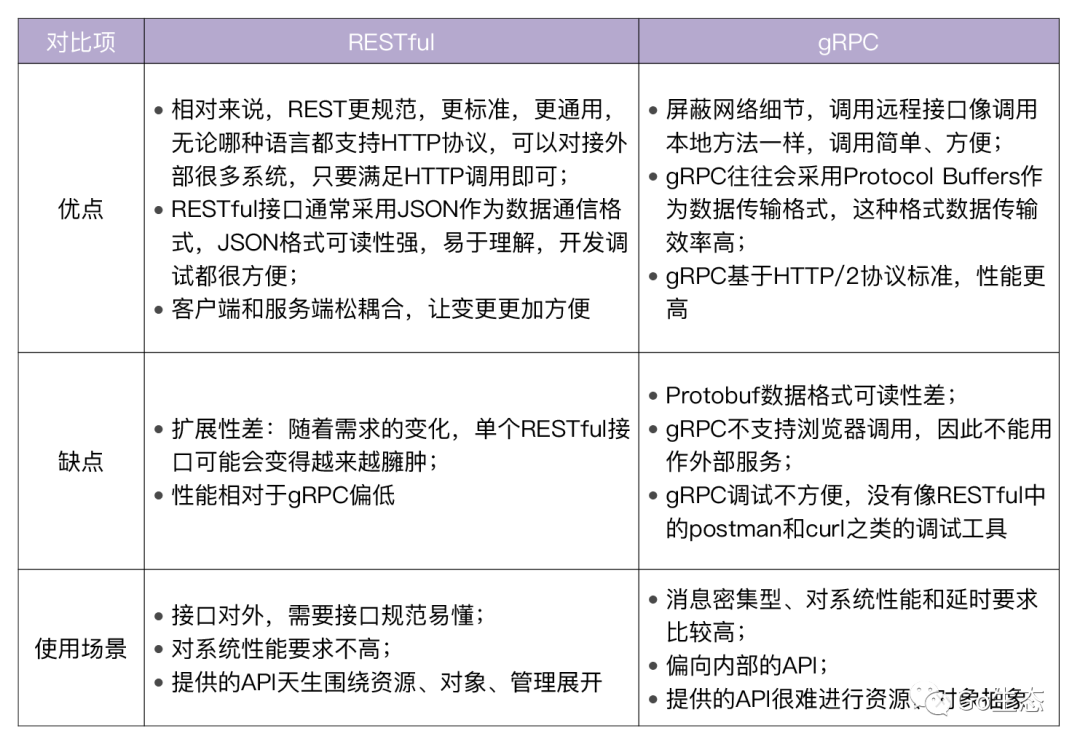 对比项
RESTful
gRPC
优点
• 相对来说，REST更规范，更标准，更通用，
无论哪种语言都支持HTTP协议，可以对接外
部很多系统，只要满足HTTP调用即可；
• RESTful接口通常采用JSON作为数据通信格
式，JSON格式可读性强，易于理解，开发调
试都很方便；
• 客户端和服务端松耦合，让变更更加方便
• 屏蔽网络细节，调用远程接口像调用
本地方法一样，调用简单、方便；
• gRPC往往会采用Protocol Buffers作
为数据传输格式，这种格式数据传输
效率高；
• gRPC基于HTTP/2协议标准，性能更
高
缺点
• 扩展性差：随着需求的变化，单个RESTful接
口可能会变得越来越臃肿；
• 性能相对于gRPC偏低
• Protobuf数据格式可读性差；
• gRPC不支持浏览器调用，因此不能用
作外部服务；
• gRPC调试不方便，没有像RESTful中
的postman和curl之类的调试工具
使用场景
• 接口对外，需要接口规范易懂；
• 对系统性能要求不高；
• 提供的API天生围绕资源、对象、管理展开
• 消息密集型、对系统性能和延时要求
比较高；
• 偏向内部的API；
• 提供的API很难进行资源、对象抽象
Go生态